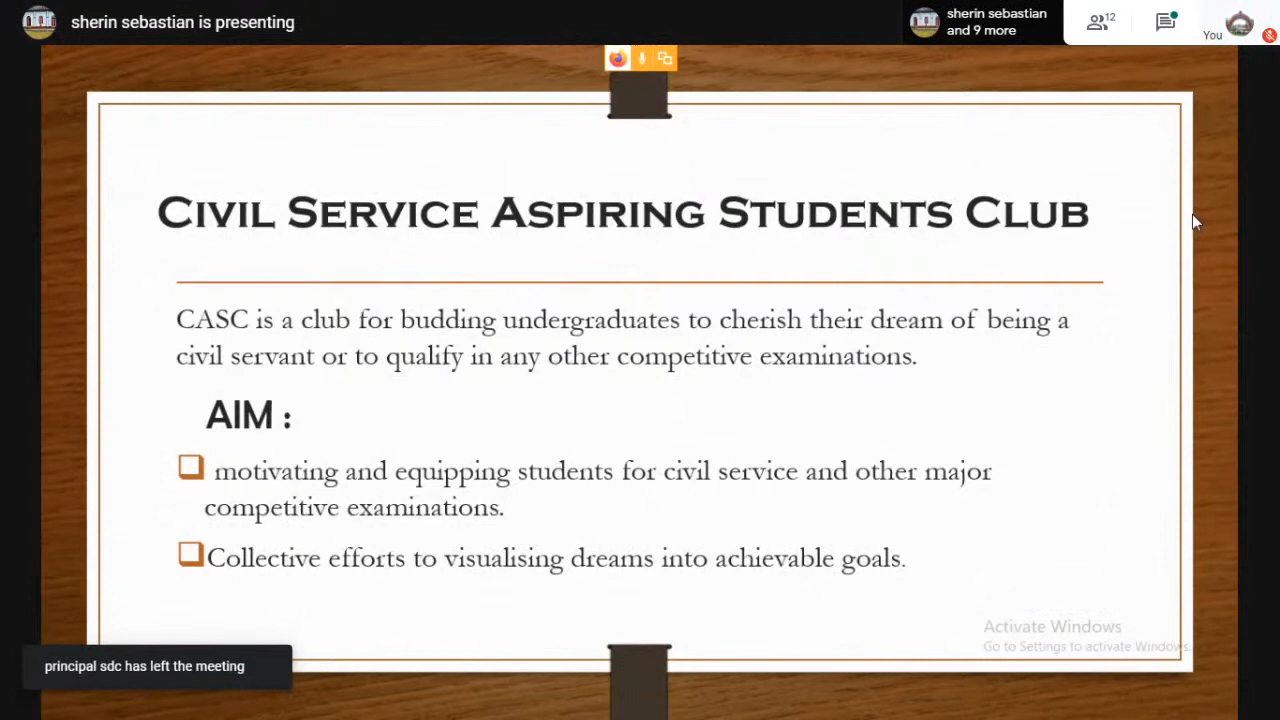 sherin sebastian is presenting
sherin sebastian
and 9 more
12
You
CIVIL SERVICE ASPIRING STUDENTS CLUB
CASC is a club for budding undergraduates to cherish their dream of being a
civil servant or to qualify in any other competitive examinations.
AIM :
motivating and equipping students for civil service and other major
competitive examinations.
Collective efforts to visualising dreams into achievable goals.
Activate Windows
Go to Settings to activate Windows.
principal sdc has left the meeting